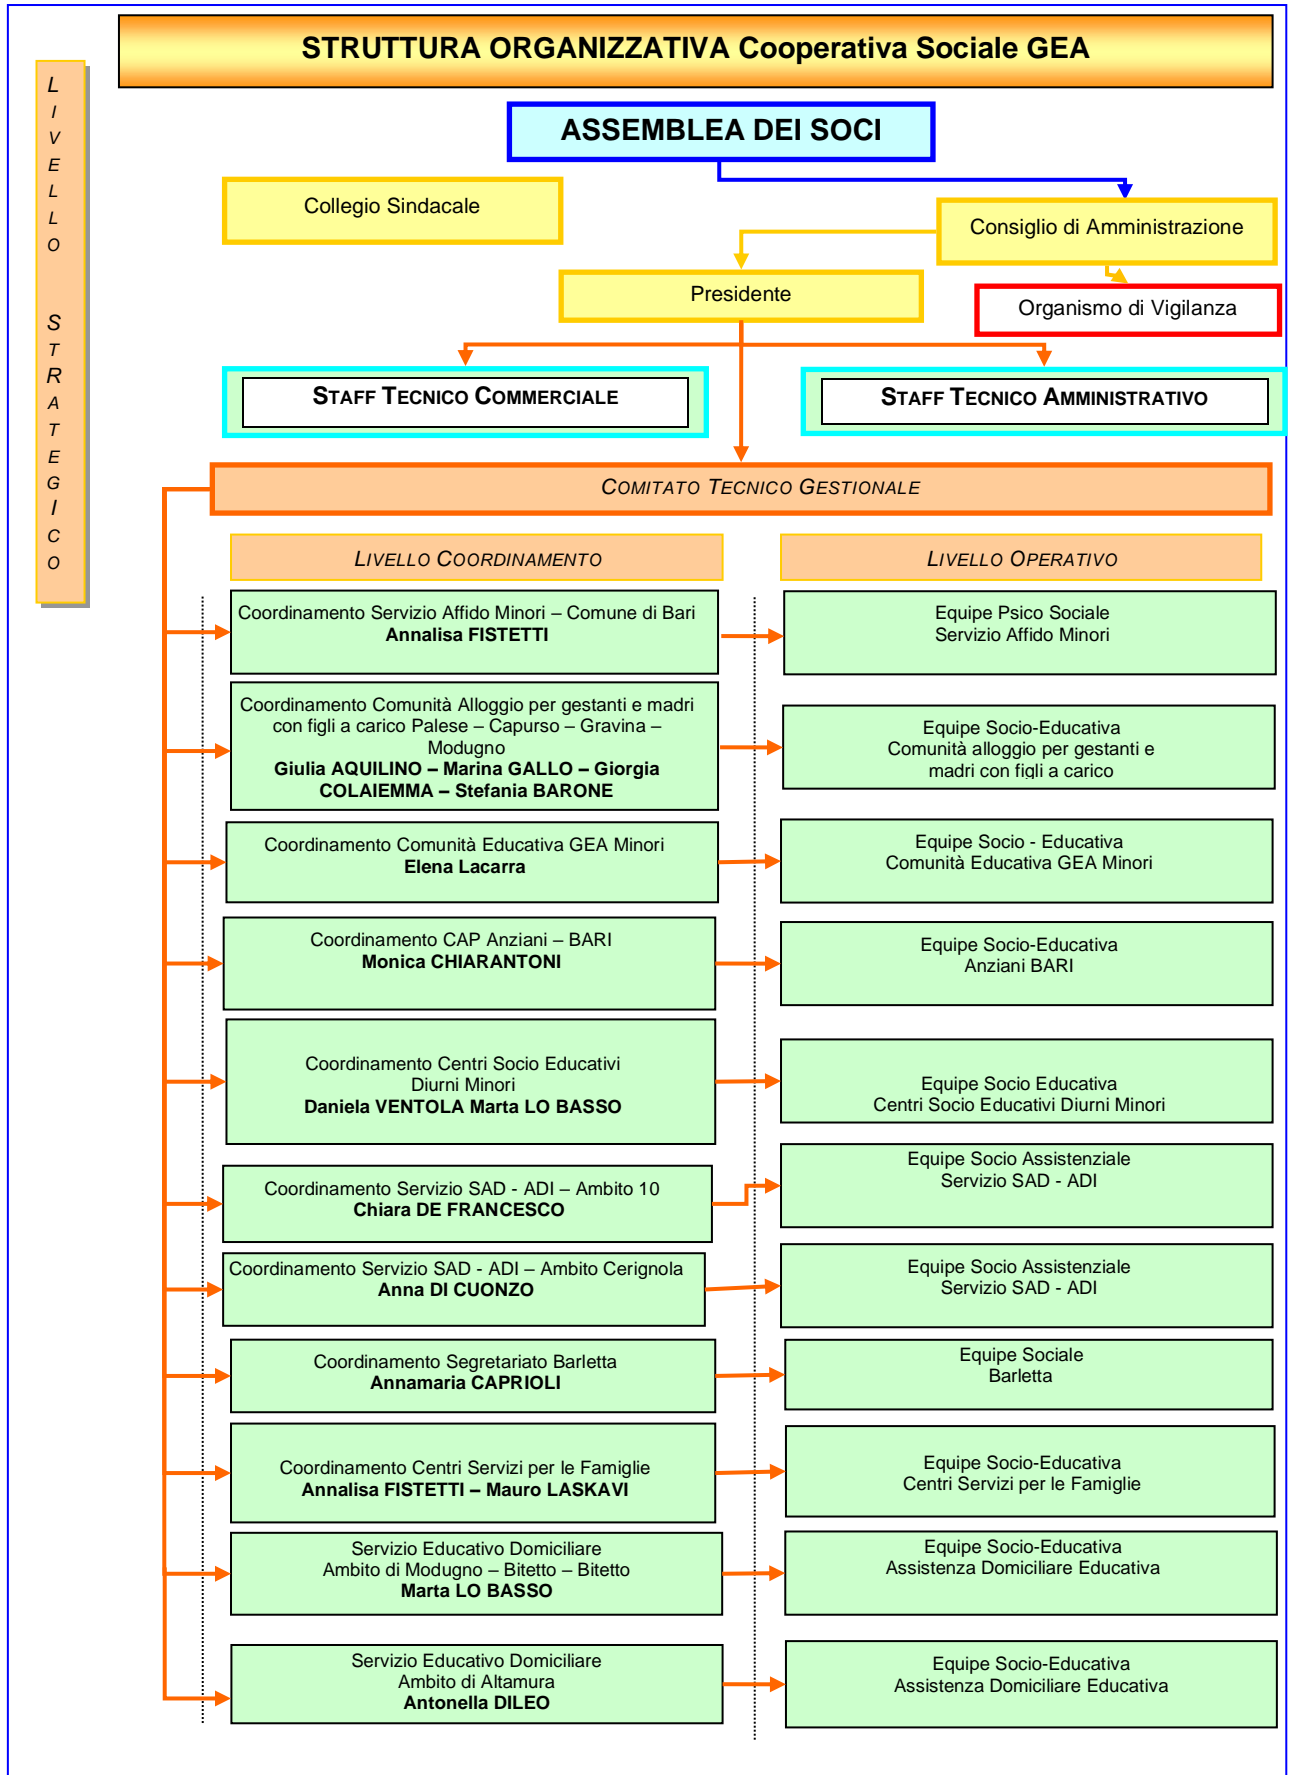 STRUTTURA ORGANIZZATIVA Cooperativa Sociale GEA
LIVELLO STRATEGICO
ASSEMBLEA DEI SOCI
Collegio Sindacale
Consiglio di Amministrazione
Presidente
Organismo di Vigilanza
STAFF TECNICO COMMERCIALE
STAFF TECNICO AMMINISTRATIVO
COMITATO TECNICO GESTIONALE
LIVELLO COORDINAMENTO
LIVELLO OPERATIVO
Coordinamento Servizio Affido Minori – Comune di Bari
Annalisa FISTETTI
Equipe Psico Sociale
Servizio Affido Minori
Coordinamento Comunità Alloggio per gestanti e madri
con figli a carico Palese – Capurso – Gravina –
Modugno
Giulia AQUILINO – Marina GALLO – Giorgia
COLAIEMMA – Stefania BARONE
Equipe Socio-Educativa
Comunità alloggio per gestanti e
madri con figli a carico
Coordinamento Comunità Educativa GEA Minori
Elena Lacarra
Equipe Socio - Educativa
Comunità Educativa GEA Minori
Coordinamento CAP Anziani – BARI
Monica CHIARANTONI
Equipe Socio-Educativa
Anziani BARI
Coordinamento Centri Socio Educativi
Diurni Minori
Daniela VENTOLA Marta LO BASSO
Equipe Socio Educativa
Centri Socio Educativi Diurni Minori
Coordinamento Servizio SAD - ADI – Ambito 10
Chiara DE FRANCESCO
Equipe Socio Assistenziale
Servizio SAD - ADI
Coordinamento Servizio SAD - ADI – Ambito Cerignola
Anna DI CUONZO
Equipe Socio Assistenziale
Servizio SAD - ADI
Coordinamento Segretariato Barletta
Annamaria CAPRIOLI
Equipe Sociale
Barletta
Coordinamento Centri Servizi per le Famiglie
Annalisa FISTETTI – Mauro LASKAVI
Equipe Socio-Educativa
Centri Servizi per le Famiglie
Servizio Educativo Domiciliare
Ambito di Modugno – Bitetto – Bitetto
Marta LO BASSO
Equipe Socio-Educativa
Assistenza Domiciliare Educativa
Servizio Educativo Domiciliare
Ambito di Altamura
Antonella DILEO
Equipe Socio-Educativa
Assistenza Domiciliare Educativa